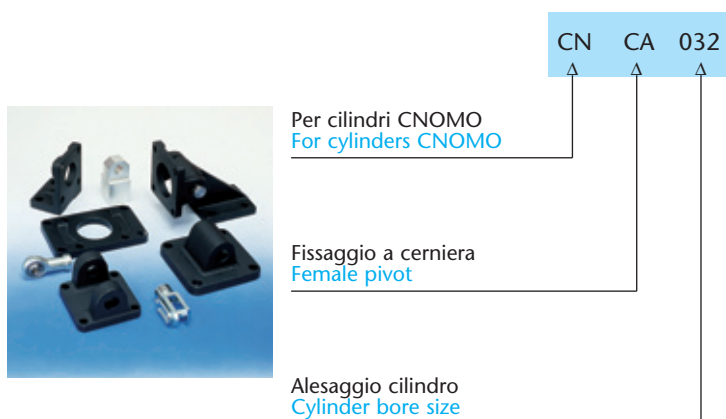 CN CA 032
Per cilindri CNOMO
For cylinders CNOMO
Fissaggio a cerniera
Female pivot
Alesaggio cilindro
Cylinder bore size